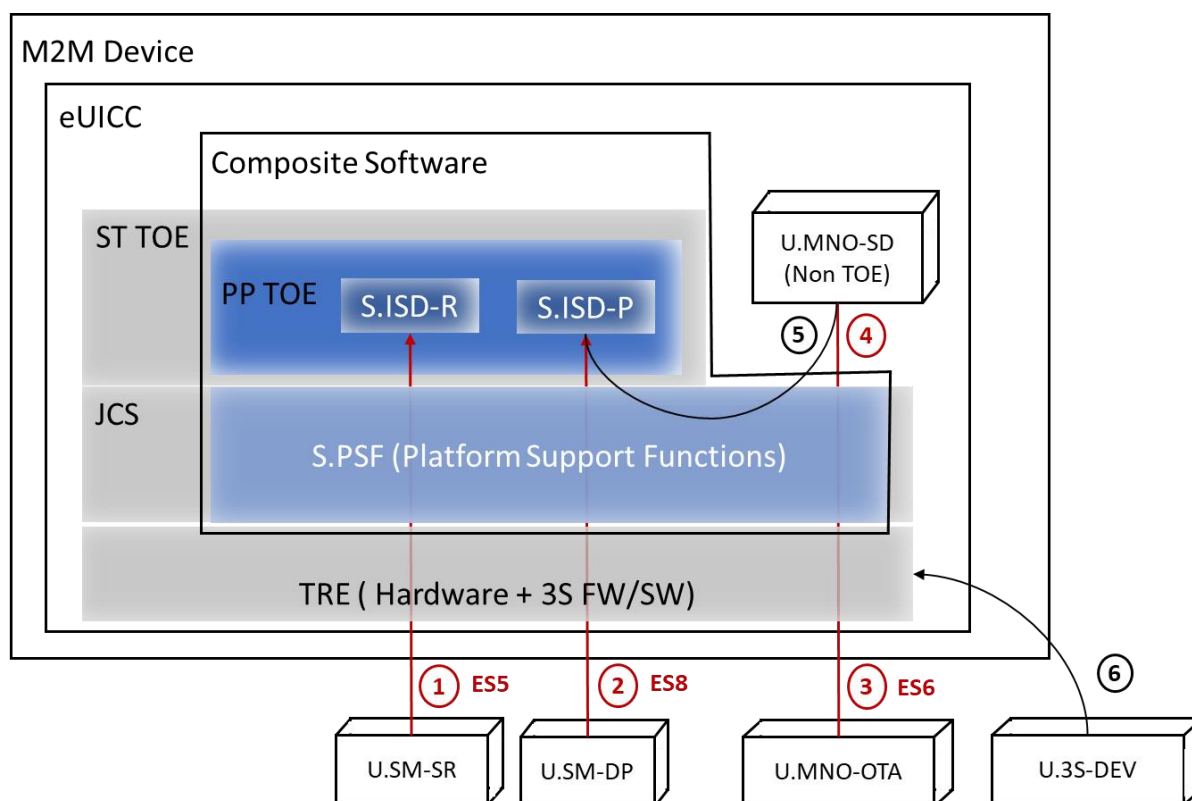 M2M Device
eUICC
Composite Software
ST TOE
U.MNO-SD
(Non TOE)
PP TOE
S.ISD-R
S.ISD-P
5
4
JCS
S.PSF (Platform Support Functions)
TRE ( Hardware + 3S FW/SW)
1 ES5
2 ES8
3 ES6
6
U.SM-SR
U.SM-DP
U.MNO-OTA
U.3S-DEV